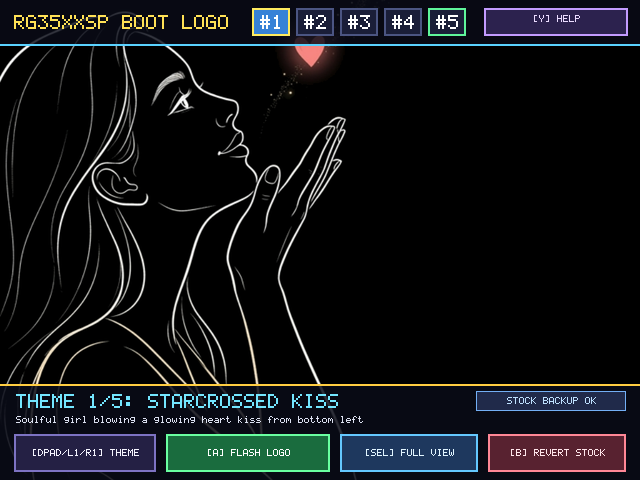 RG35XXSP BOOT LOGO #1 #2 #3 #4 #5 [Y] HELP
THEME 1/5: STARCROSSED KISS
STOCK BACKUP OK
Soulful girl blowing a glowing heart kiss from bottom left
[DPAD/L1/R1] THEME [A] FLASH LOGO [SEL] FULL VIEW [B] REVERT STOCK